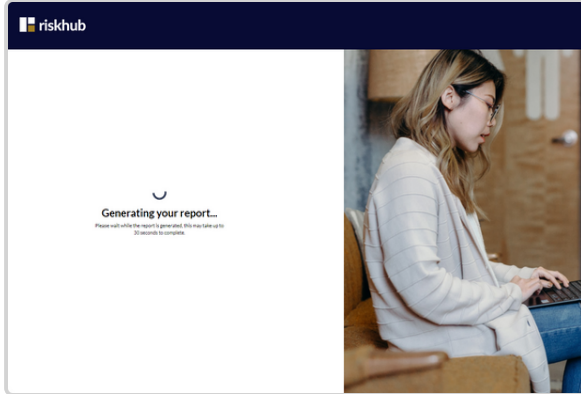 riskhub
Generating your report...
Please wait while the report is generated, this may take up to
30 seconds to complete.